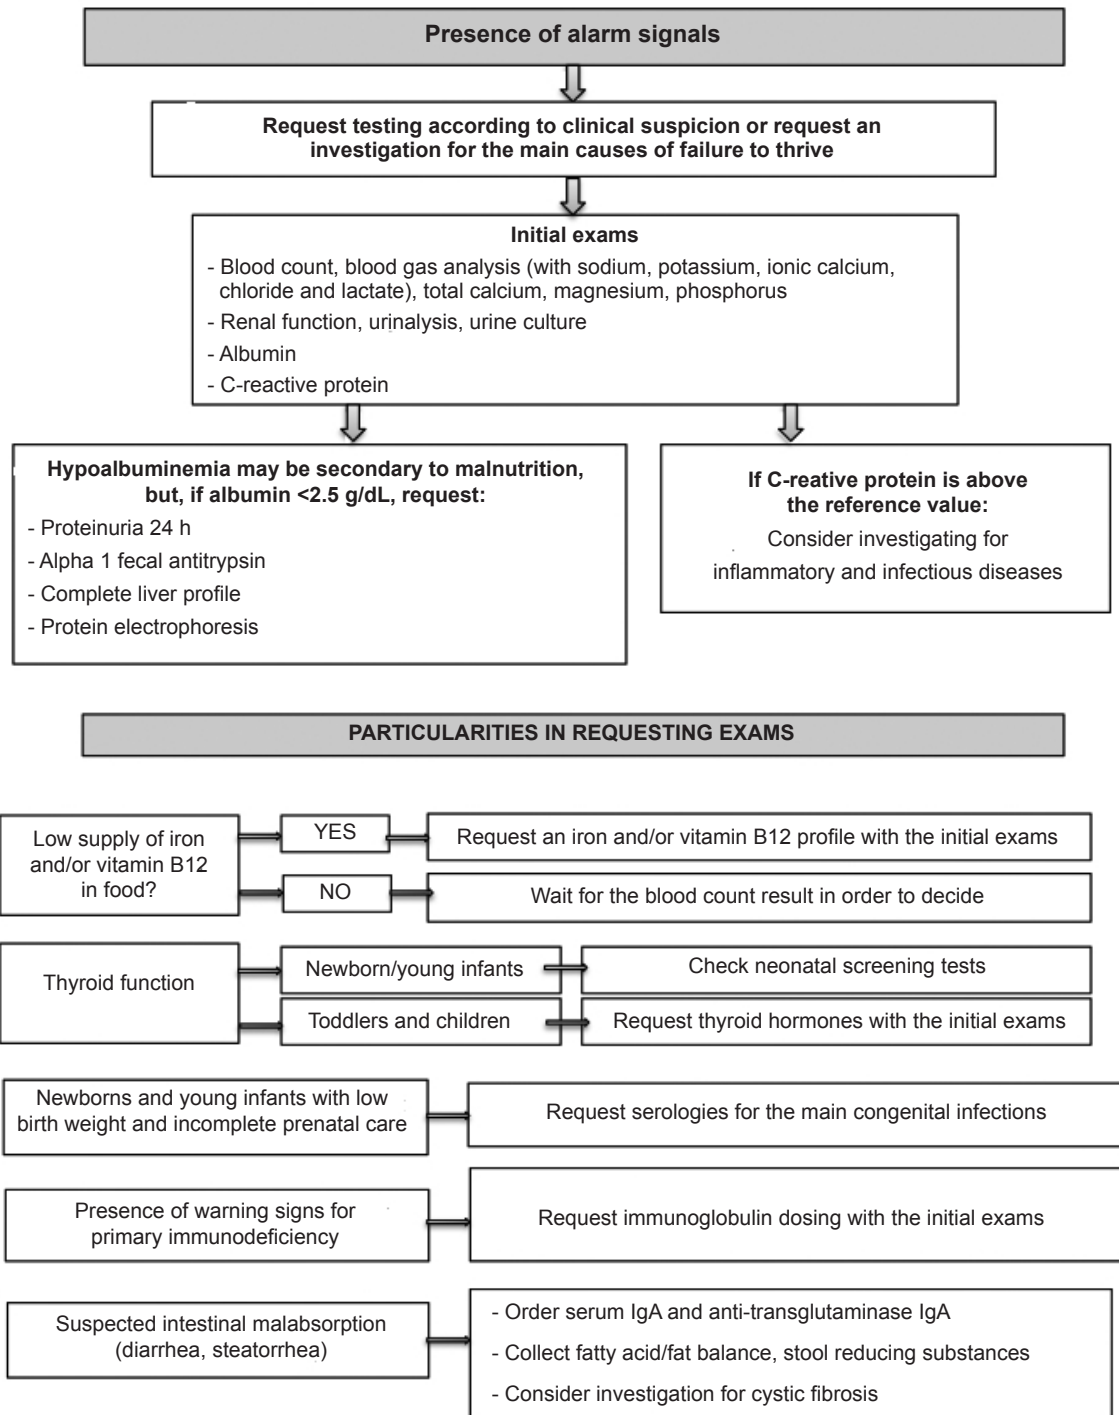 Presence of alarm signals
Request testing according to clinical suspicion or request an
investigation for the main causes of failure to thrive
Initial exams
- Blood count, blood gas analysis (with sodium, potassium, ionic calcium,
chloride and lactate), total calcium, magnesium, phosphorus
- Renal function, urinalysis, urine culture
- Albumin
- C-reactive protein
Hypoalbuminemia may be secondary to malnutrition,
but, if albumin <2.5 g/dL, request:
- Proteinuria 24 h
- Alpha 1 fecal antitrypsin
- Complete liver profile
- Protein electrophoresis
If C-reative protein is above
the reference value:
Consider investigating for
inflammatory and infectious diseases
PARTICULARITIES IN REQUESTING EXAMS
Low supply of iron
and/or vitamin B12
in food?
YES
Request an iron and/or vitamin B12 profile with the initial exams
NO
Wait for the blood count result in order to decide
Thyroid function
Newborn/young infants
Check neonatal screening tests
Toddlers and children
Request thyroid hormones with the initial exams
Newborns and young infants with low
birth weight and incomplete prenatal care
Request serologies for the main congenital infections
Presence of warning signs for
primary immunodeficiency
Request immunoglobulin dosing with the initial exams
Suspected intestinal malabsorption
(diarrhea, steatorrhea)
- Order serum IgA and anti-transglutaminase IgA
- Collect fatty acid/fat balance, stool reducing substances
- Consider investigation for cystic fibrosis